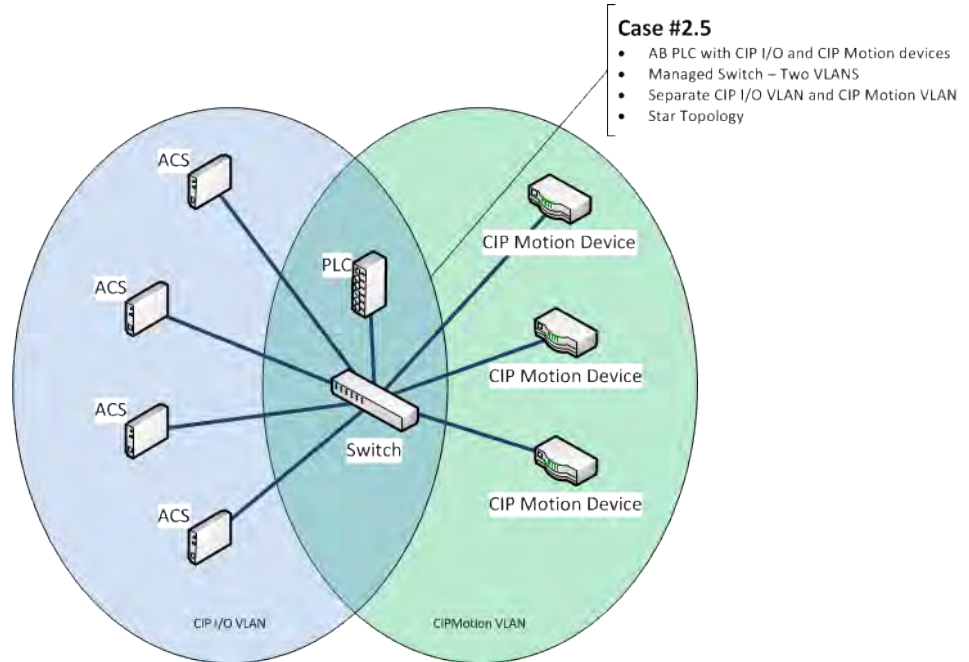 Case #2.5
• AB PLC with CIP I/O and CIP Motion devices
• Managed Switch – Two VLANS
• Separate CIP I/O VLAN and CIP Motion VLAN
• Star Topology
ACS
CIP Motion Device
PLC
ACS
CIP Motion Device
ACS
Switch
CIP Motion Device
ACS
CIP I/O VLAN
CIPMotion VLAN